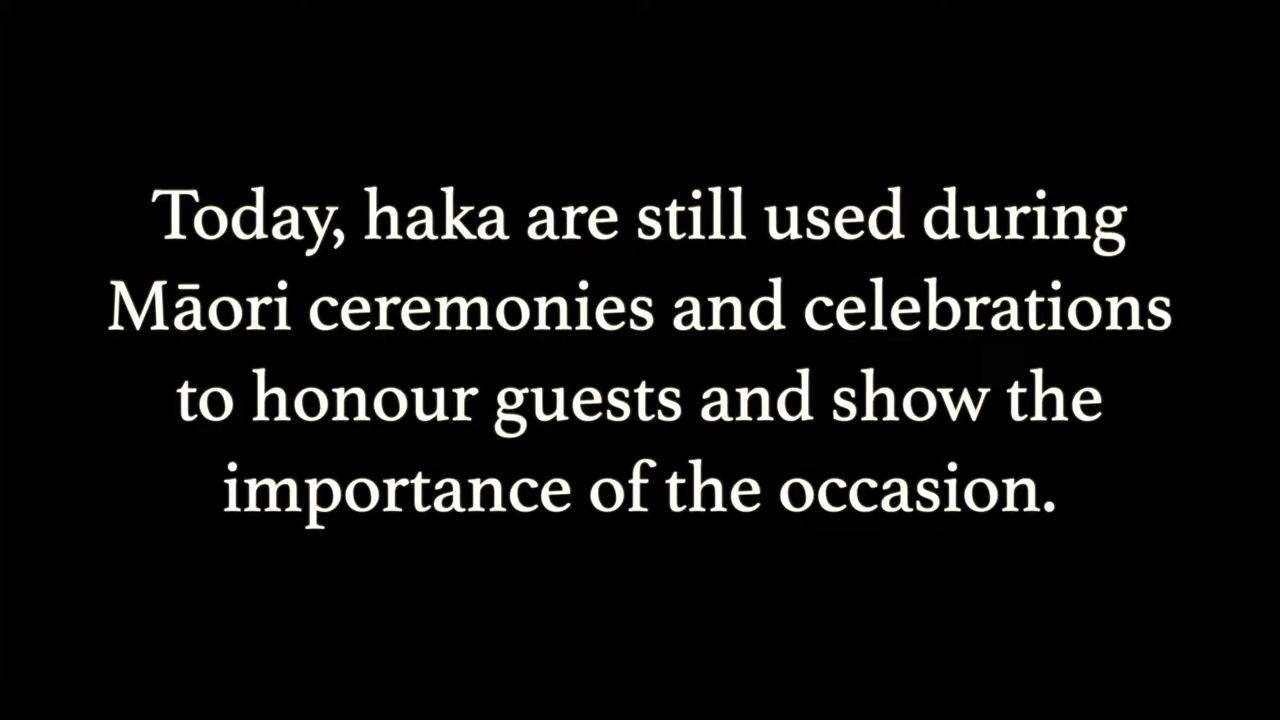 Today, haka are still used during
Māori ceremonies and celebrations
to honour guests and show the
importance of the occasion.